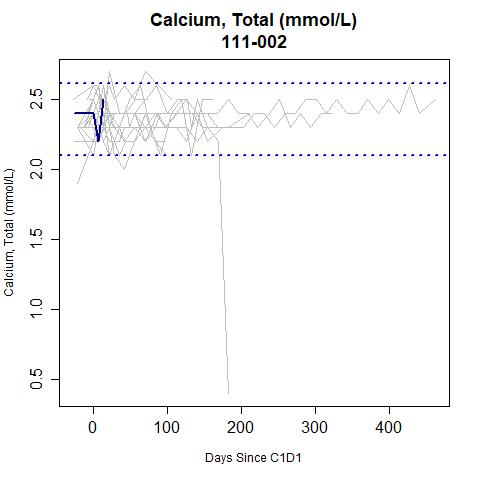 Calcium, Total (mmol/L)
111-002
Calcium, Total (mmol/L)
2.5
2.0
1.5
1.0
0.5
0 100 200 300 400
Days Since C1D1